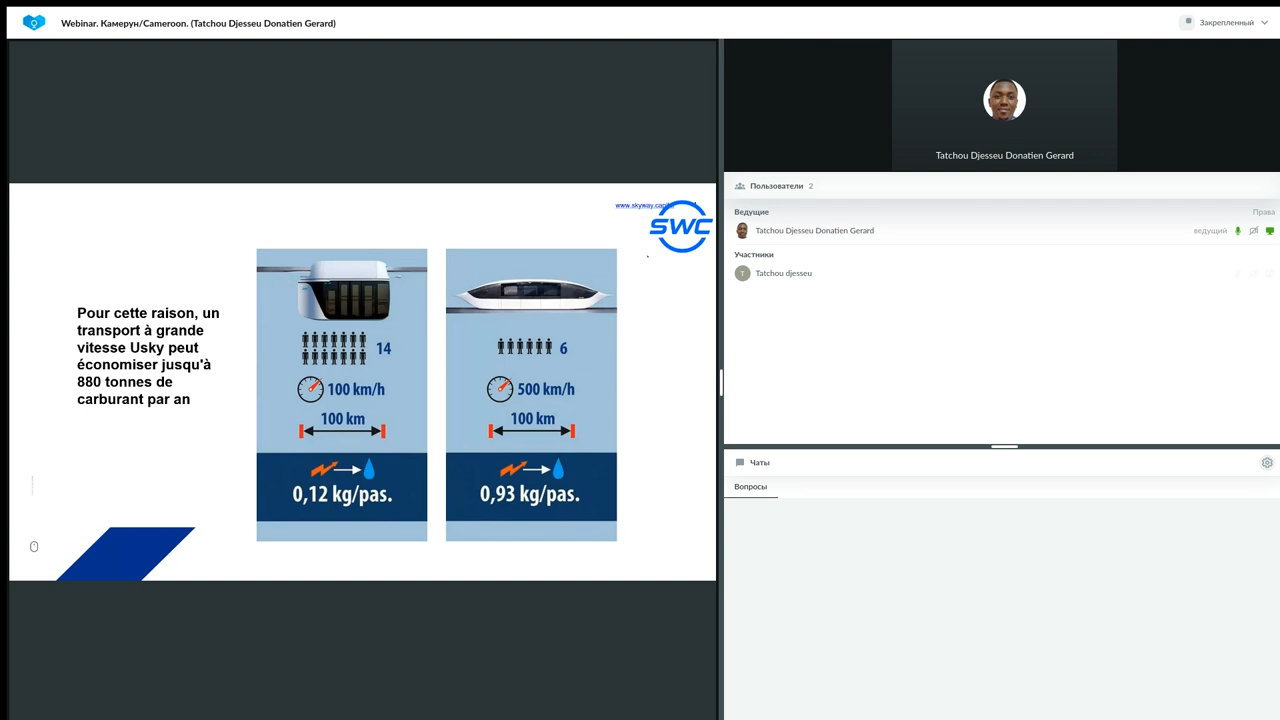 Webinar. Камерун/Cameroon. (Tatchou Djesseu Donatien Gerard)
Закрепленный
www.skyway.capital
SWC
Pour cette raison, un
transport à grande
vitesse Usky peut
économiser jusqu'à
880 tonnes de
carburant par an
14
100 km/h
100 km
0,12 kg/pas.
6
500 km/h
100 km
0,93 kg/pas.
Tatchou Djesseu Donatien Gerard
Пользователи 2
Ведущие Права
Tatchou Djesseu Donatien Gerard ведущий
Участники
T Tatchou djesseu
Чаты
Вопросы